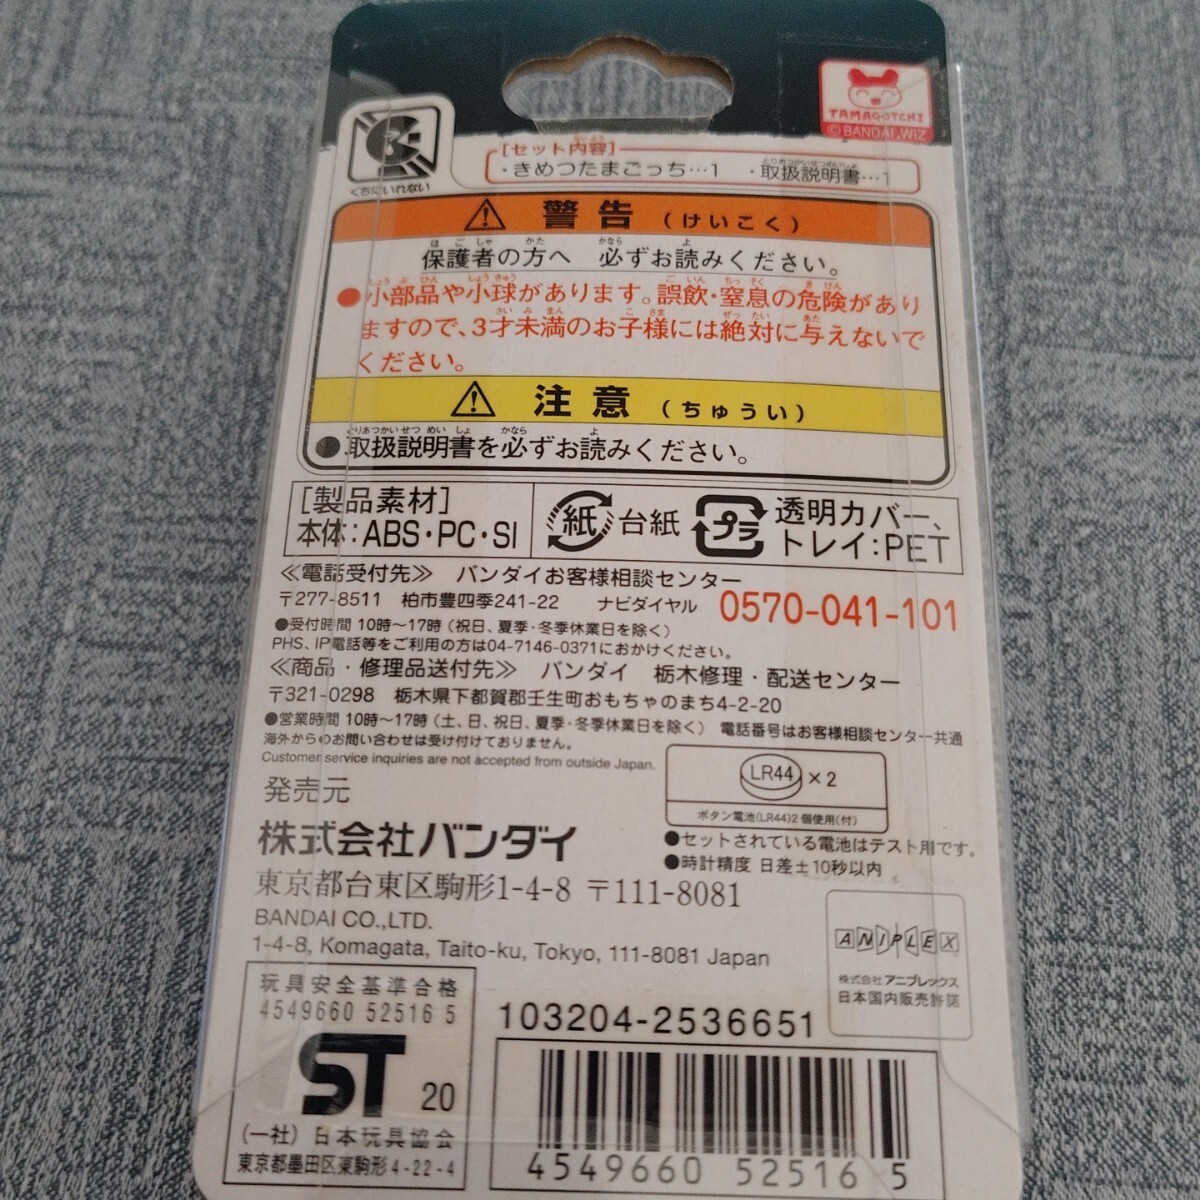 TAMAGOTCHI
©BANDAI,WIZ
くちにいれない
[セット内容]
・きめつたまごっち…1 ・取扱説明書…1
⚠ 警告 (けいこく)
保護者の方へ 必ずお読みください。
●小部品や小球があります。誤飲・窒息の危険があり
ますので、3才未満のお子様には絶対に与えないで
ください。
⚠ 注意 (ちゅうい)
●取扱説明書を必ずお読みください。
[製品素材]
本体:ABS・PC・SI
紙 台紙
プラ 透明カバー、
トレイ:PET
≪電話受付先≫ バンダイお客様相談センター
〒277-8511 柏市豊四季241-22 ナビダイヤル 0570-041-101
●受付時間 10時〜17時(祝日、夏季・冬季休業日を除く)
PHS、IP電話等をご利用の方は04-7146-0371におかけください。
≪商品・修理品送付先≫ バンダイ 栃木修理・配送センター
〒321-0298 栃木県下都賀郡壬生町おもちゃのまち4-2-20
●営業時間 10時〜17時(土、日、祝日、夏季・冬季休業日を除く) 電話番号はお客様相談センター共通
海外からのお問い合わせは受け付けておりません。
Customer service inquiries are not accepted from outside Japan.
LR44 ×2
ボタン電池(LR44)2個使用(付)
●セットされている電池はテスト用です。
●時計精度 日差±10秒以内
発売元
株式会社バンダイ
東京都台東区駒形1-4-8 〒111-8081
BANDAI CO.,LTD.
1-4-8, Komagata, Taito-ku, Tokyo, 111-8081 Japan
ANIPLEX
株式会社アニプレックス
日本国内販売許諾
玩具安全基準合格
4549660 52516 5
ST 20
(一社) 日本玩具協会
東京都墨田区東駒形4-22-4
103204-2536651
4549660 525165